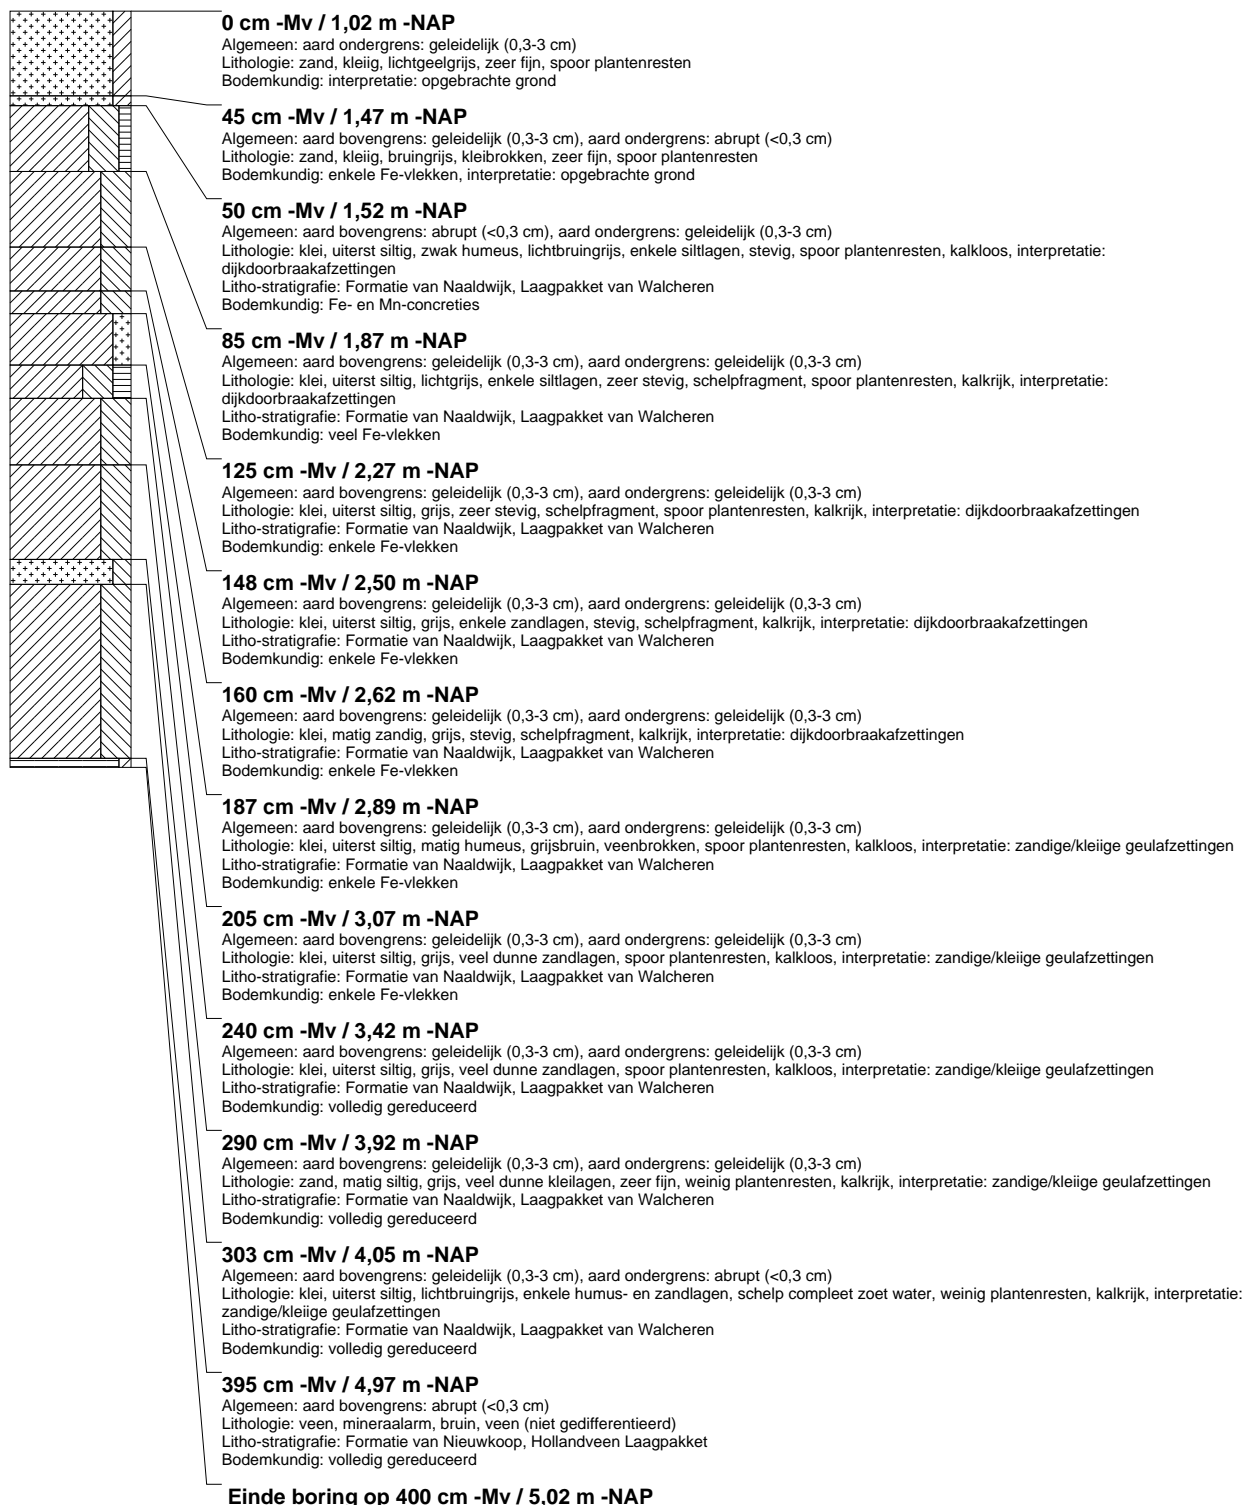 0 cm -Mv / 1,02 m -NAP
Algemeen: aard ondergrens: geleidelijk (0,3-3 cm)
Lithologie: zand, kleiig, lichtgeelgrijs, zeer fijn, spoor plantenresten
Bodemkundig: interpretatie: opgebrachte grond
45 cm -Mv / 1,47 m -NAP
Algemeen: aard bovengrens: geleidelijk (0,3-3 cm), aard ondergrens: abrupt (<0,3 cm)
Lithologie: zand, kleiig, bruingrijs, kleibrokken, zeer fijn, spoor plantenresten
Bodemkundig: enkele Fe-vlekken, interpretatie: opgebrachte grond
50 cm -Mv / 1,52 m -NAP
Algemeen: aard bovengrens: abrupt (<0,3 cm), aard ondergrens: geleidelijk (0,3-3 cm)
Lithologie: klei, uiterst siltig, zwak humeus, lichtbruingrijs, enkele siltlagen, stevig, spoor plantenresten, kalkloos, interpretatie:
dijkdoorbraakafzettingen
Litho-stratigrafie: Formatie van Naaldwijk, Laagpakket van Walcheren
Bodemkundig: Fe- en Mn-concreties
85 cm -Mv / 1,87 m -NAP
Algemeen: aard bovengrens: geleidelijk (0,3-3 cm), aard ondergrens: geleidelijk (0,3-3 cm)
Lithologie: klei, uiterst siltig, lichtgrijs, enkele siltlagen, zeer stevig, schelpfragment, spoor plantenresten, kalkrijk, interpretatie:
dijkdoorbraakafzettingen
Litho-stratigrafie: Formatie van Naaldwijk, Laagpakket van Walcheren
Bodemkundig: veel Fe-vlekken
125 cm -Mv / 2,27 m -NAP
Algemeen: aard bovengrens: geleidelijk (0,3-3 cm), aard ondergrens: geleidelijk (0,3-3 cm)
Lithologie: klei, uiterst siltig, grijs, zeer stevig, schelpfragment, spoor plantenresten, kalkrijk, interpretatie: dijkdoorbraakafzettingen
Litho-stratigrafie: Formatie van Naaldwijk, Laagpakket van Walcheren
Bodemkundig: enkele Fe-vlekken
148 cm -Mv / 2,50 m -NAP
Algemeen: aard bovengrens: geleidelijk (0,3-3 cm), aard ondergrens: geleidelijk (0,3-3 cm)
Lithologie: klei, uiterst siltig, grijs, enkele zandlagen, stevig, schelpfragment, kalkrijk, interpretatie: dijkdoorbraakafzettingen
Litho-stratigrafie: Formatie van Naaldwijk, Laagpakket van Walcheren
Bodemkundig: enkele Fe-vlekken
160 cm -Mv / 2,62 m -NAP
Algemeen: aard bovengrens: geleidelijk (0,3-3 cm), aard ondergrens: geleidelijk (0,3-3 cm)
Lithologie: klei, matig zandig, grijs, stevig, schelpfragment, kalkrijk, interpretatie: dijkdoorbraakafzettingen
Litho-stratigrafie: Formatie van Naaldwijk, Laagpakket van Walcheren
Bodemkundig: enkele Fe-vlekken
187 cm -Mv / 2,89 m -NAP
Algemeen: aard bovengrens: geleidelijk (0,3-3 cm), aard ondergrens: geleidelijk (0,3-3 cm)
Lithologie: klei, uiterst siltig, matig humeus, grijsbruin, veenbrokken, spoor plantenresten, kalkloos, interpretatie: zandige/kleiige geulafzettingen
Litho-stratigrafie: Formatie van Naaldwijk, Laagpakket van Walcheren
Bodemkundig: enkele Fe-vlekken
205 cm -Mv / 3,07 m -NAP
Algemeen: aard bovengrens: geleidelijk (0,3-3 cm), aard ondergrens: geleidelijk (0,3-3 cm)
Lithologie: klei, uiterst siltig, grijs, veel dunne zandlagen, spoor plantenresten, kalkloos, interpretatie: zandige/kleiige geulafzettingen
Litho-stratigrafie: Formatie van Naaldwijk, Laagpakket van Walcheren
Bodemkundig: enkele Fe-vlekken
240 cm -Mv / 3,42 m -NAP
Algemeen: aard bovengrens: geleidelijk (0,3-3 cm), aard ondergrens: geleidelijk (0,3-3 cm)
Lithologie: klei, uiterst siltig, grijs, veel dunne zandlagen, spoor plantenresten, kalkloos, interpretatie: zandige/kleiige geulafzettingen
Litho-stratigrafie: Formatie van Naaldwijk, Laagpakket van Walcheren
Bodemkundig: volledig gereduceerd
290 cm -Mv / 3,92 m -NAP
Algemeen: aard bovengrens: geleidelijk (0,3-3 cm), aard ondergrens: geleidelijk (0,3-3 cm)
Lithologie: zand, matig siltig, grijs, veel dunne kleilagen, zeer fijn, weinig plantenresten, kalkrijk, interpretatie: zandige/kleiige geulafzettingen
Litho-stratigrafie: Formatie van Naaldwijk, Laagpakket van Walcheren
Bodemkundig: volledig gereduceerd
303 cm -Mv / 4,05 m -NAP
Algemeen: aard bovengrens: geleidelijk (0,3-3 cm), aard ondergrens: abrupt (<0,3 cm)
Lithologie: klei, uiterst siltig, lichtbruingrijs, enkele humus- en zandlagen, schelp compleet zoet water, weinig plantenresten, kalkrijk, interpretatie:
zandige/kleiige geulafzettingen
Litho-stratigrafie: Formatie van Naaldwijk, Laagpakket van Walcheren
Bodemkundig: volledig gereduceerd
395 cm -Mv / 4,97 m -NAP
Algemeen: aard bovengrens: abrupt (<0,3 cm)
Lithologie: veen, mineraalarm, bruin, veen (niet gedifferentieerd)
Litho-stratigrafie: Formatie van Nieuwkoop, Hollandveen Laagpakket
Bodemkundig: volledig gereduceerd
Einde boring op 400 cm -Mv / 5,02 m -NAP